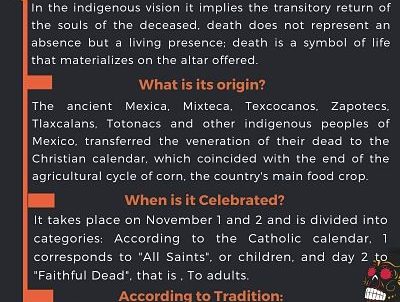 In the indigenous vision it implies the transitory return of
the souls of the deceased, death does not represent an
absence but a living presence; death is a symbol of life
that materializes on the altar offered.
What is its origin?
The ancient Mexica, Mixteca, Texcocanos, Zapotecs,
Tlaxcalans, Totonacs and other indigenous peoples of
Mexico, transferred the veneration of their dead to the
Christian calendar, which coincided with the end of the
agricultural cycle of corn, the country's main food crop.
When is it Celebrated?
It takes place on November 1 and 2 and is divided into
categories: According to the Catholic calendar, 1
corresponds to "All Saints", or children, and day 2 to
"Faithful Dead", that is , To adults.
According to Tradition: